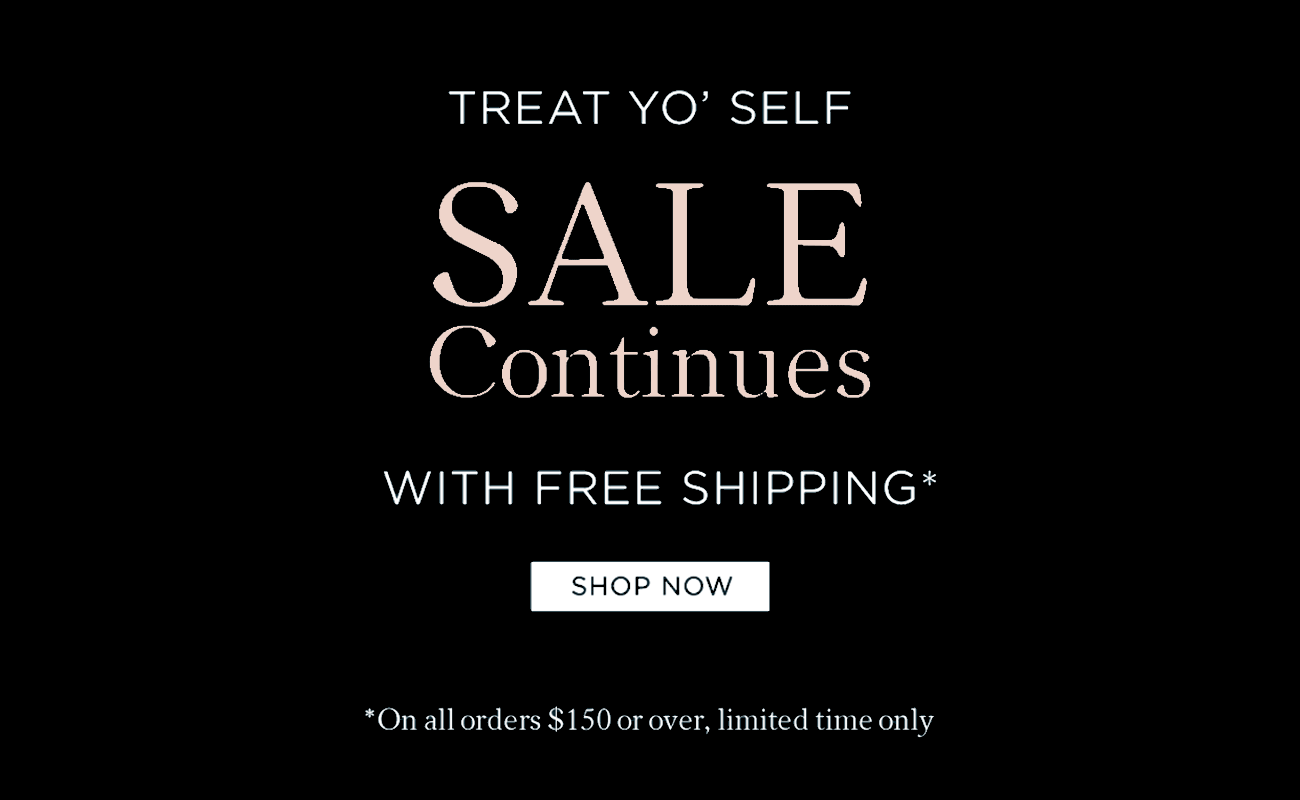 TREAT YO’ SELF
SALE
Continues
WITH FREE SHIPPING*
SHOP NOW
*On all orders $150 or over, limited time only